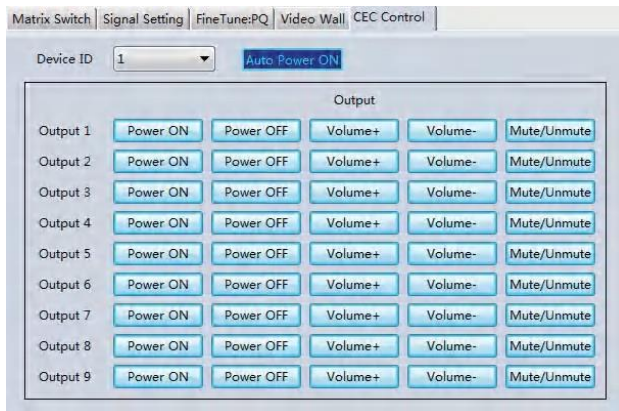 Matrix Switch Signal Setting FineTune:PQ Video Wall CEC Control
Device ID 1 Auto Power ON
Output
Output 1 Power ON Power OFF Volume+ Volume- Mute/Unmute
Output 2 Power ON Power OFF Volume+ Volume- Mute/Unmute
Output 3 Power ON Power OFF Volume+ Volume- Mute/Unmute
Output 4 Power ON Power OFF Volume+ Volume- Mute/Unmute
Output 5 Power ON Power OFF Volume+ Volume- Mute/Unmute
Output 6 Power ON Power OFF Volume+ Volume- Mute/Unmute
Output 7 Power ON Power OFF Volume+ Volume- Mute/Unmute
Output 8 Power ON Power OFF Volume+ Volume- Mute/Unmute
Output 9 Power ON Power OFF Volume+ Volume- Mute/Unmute